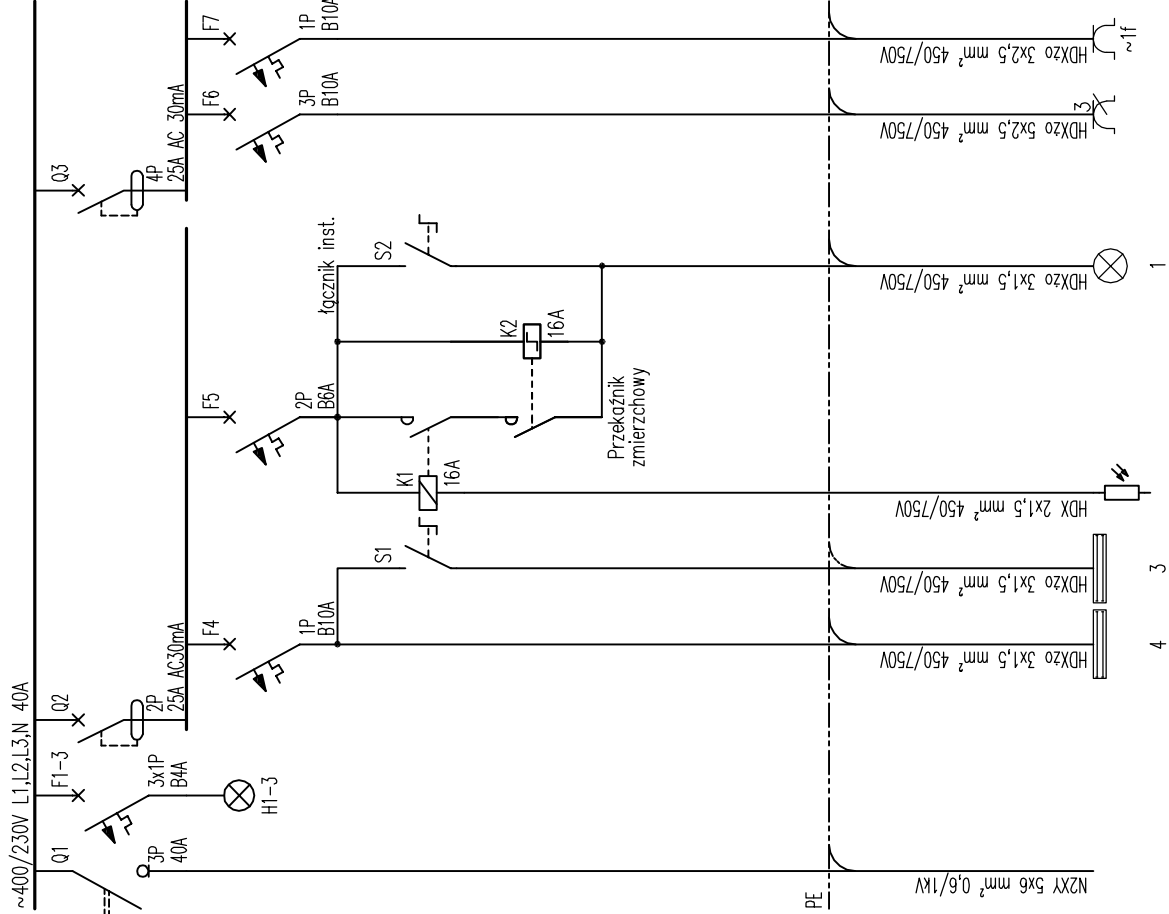 ~400/230V L1,L2,L3,N 40A
Q1
3P
40A
F1-3
3x1P
B4A
H1-3
Q2
2P
25A AC30mA
Q3
4P
25A AC 30mA
F4
1P
B10A
S1
F5
2P
B6A
K1
16A
łącznik inst.
S2
K2
16A
Przekaźnik
zmierzchowy
F6
3P
B10A
F7
1P
B10A
PE
N2XY 5x6 mm² 0,6/1kV
HDXżo 3x1,5 mm² 450/750V
HDXżo 3x1,5 mm² 450/750V
HDX 2x1,5 mm² 450/750V
HDXżo 3x1,5 mm² 450/750V
HDXżo 5x2,5 mm² 450/750V
HDXżo 3x2,5 mm² 450/750V
4
3
1
3
~1f